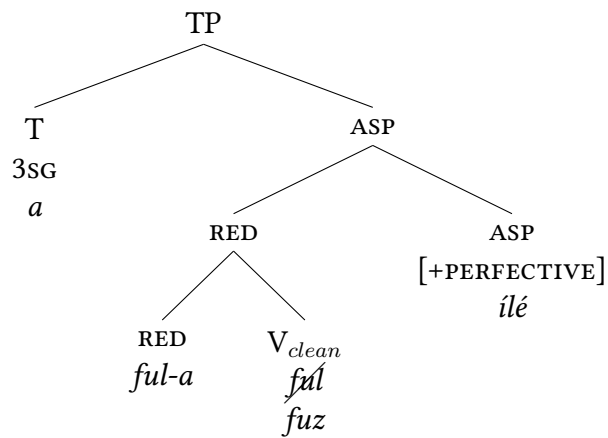 TP
T ASP
3SG
a
RED ASP
[+PERFECTIVE]
ílé
RED V_clean
ful-a ful
fuz